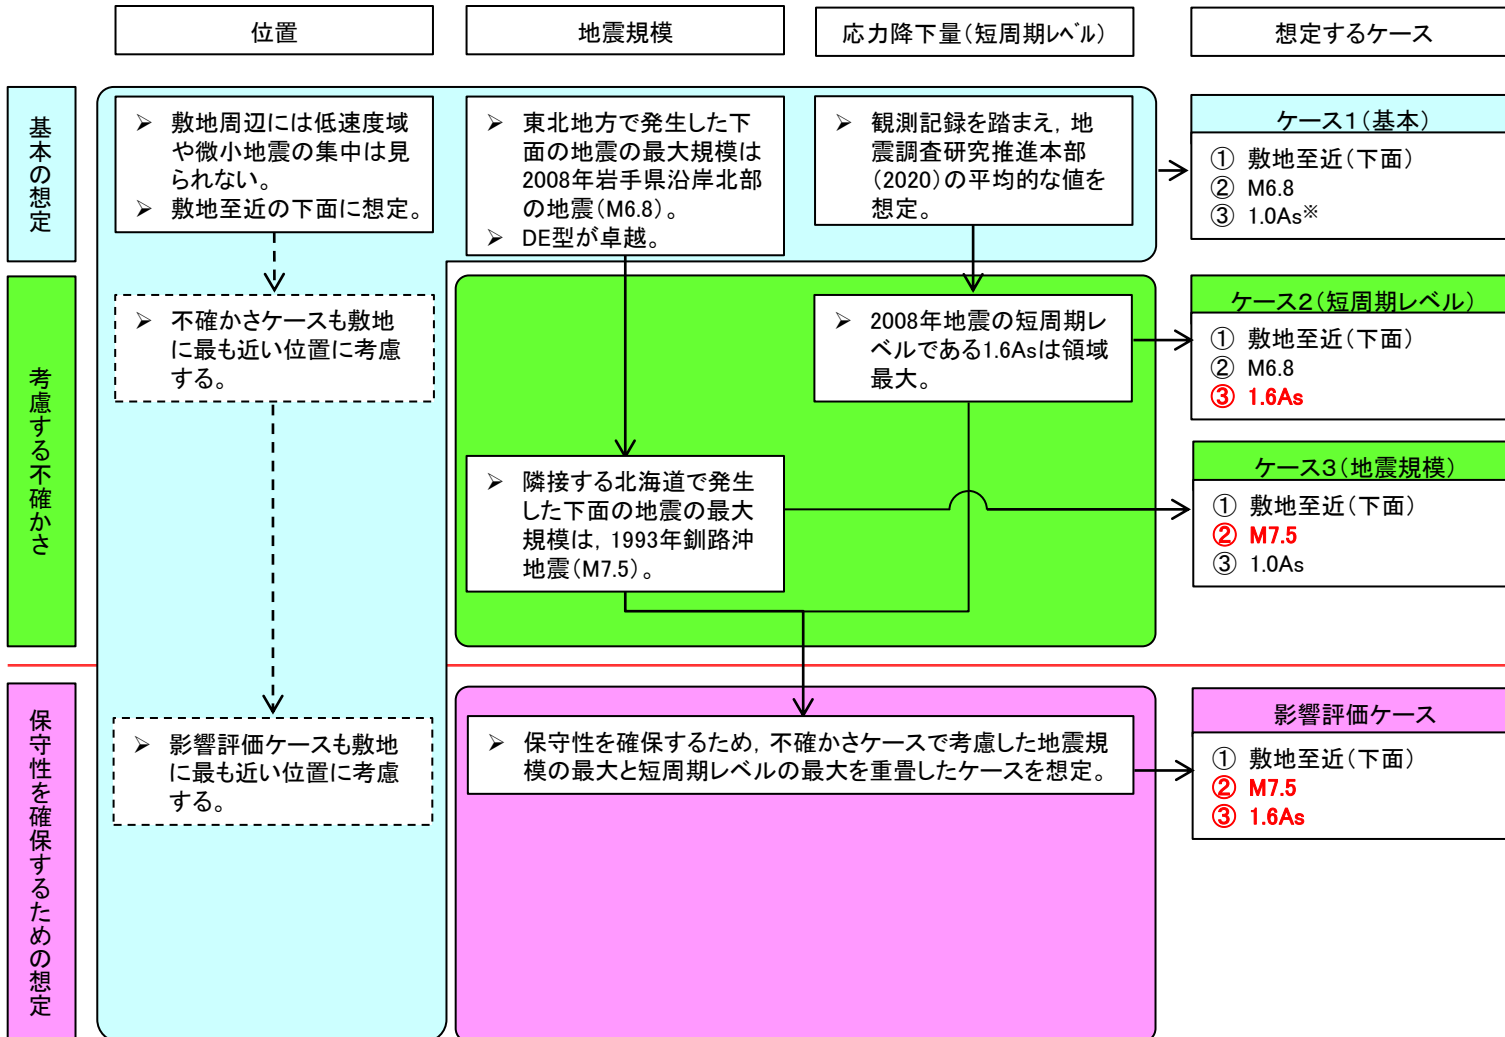 位置
地震規模
応力降下量(短周期レベル)
想定するケース
基本の想定
➢ 敷地周辺には低速度域
や微小地震の集中は見
られない。
➢ 敷地至近の下面に想定。
➢ 東北地方で発生した下
面の地震の最大規模は
2008年岩手県沿岸北部
の地震(M6.8)。
➢ DE型が卓越。
➢ 観測記録を踏まえ,地
震調査研究推進本部
(2020)の平均的な値を
想定。
ケース1(基本)
① 敷地至近(下面)
② M6.8
③ 1.0As※
考慮する不確かさ
➢ 不確かさケースも敷地
に最も近い位置に考慮
する。
➢ 2008年地震の短周期レ
ベルである1.6Asは領域
最大。
ケース2(短周期レベル)
① 敷地至近(下面)
② M6.8
③ 1.6As
➢ 隣接する北海道で発生
した下面の地震の最大
規模は,1993年釧路沖
地震(M7.5)。
ケース3(地震規模)
① 敷地至近(下面)
② M7.5
③ 1.0As
保守性を確保するための想定
➢ 影響評価ケースも敷地
に最も近い位置に考慮
する。
➢ 保守性を確保するため,不確かさケースで考慮した地震規
模の最大と短周期レベルの最大を重畳したケースを想定。
影響評価ケース
① 敷地至近(下面)
② M7.5
③ 1.6As